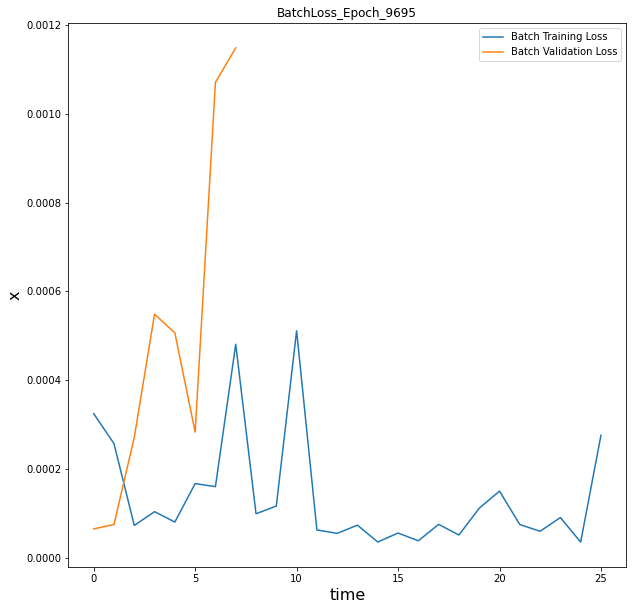 BatchLoss_Epoch_9695
Batch Training Loss
Batch Validation Loss
0.0012
0.0010
0.0008
0.0006
0.0004
0.0002
0.0000
x
0 5 10 15 20 25
time